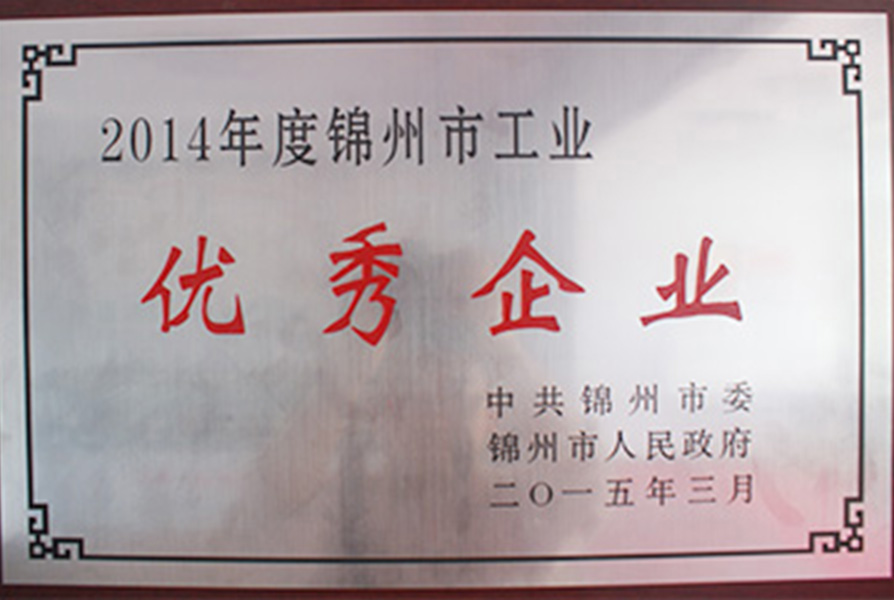 2014年度锦州市工业
优秀企业
中共锦州市委
锦州市人民政府
二〇一五年三月